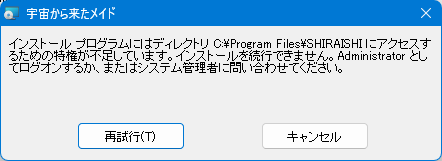 宇宙から来たメイド
インストール プログラムにはディレクトリ C:¥Program Files¥SHIRAISHI にアクセスす
るための特権が不足しています。インストールを続行できません。Administrator とし
てログオンするか、またはシステム管理者に問い合わせてください。
再試行(T)
キャンセル